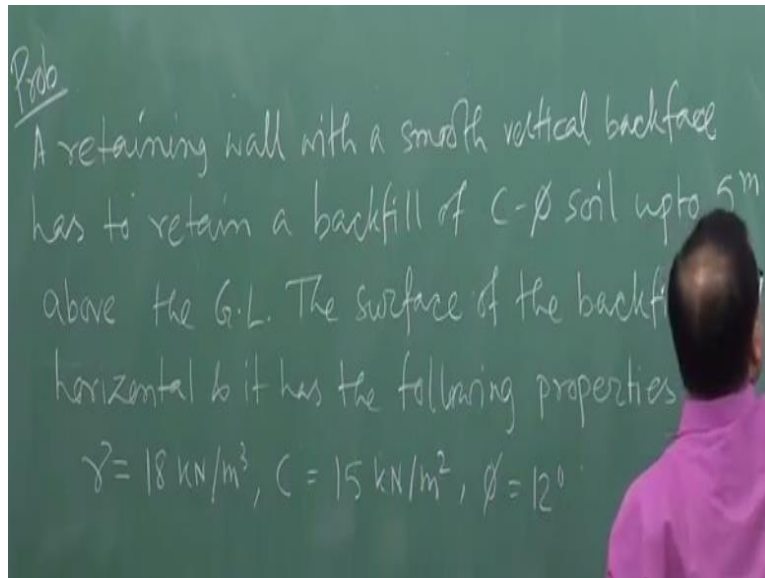 Prob
A retaining wall with a smooth vertical backface
has to retain a backfill of C-ø soil upto 5m
above the G.L. The surface of the
horizontal & it has the following properties
γ = 18 kN/m³, C = 15 kN/m², ø = 12°